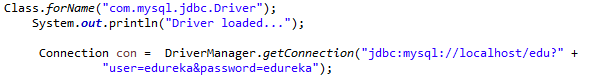 Class.forName("com.mysql.jdbc.Driver");
System.out.println("Driver loaded...");
Connection con =  DriverManager.getConnection("jdbc:mysql://localhost/edu?" +
"user=edureka&password=edureka");